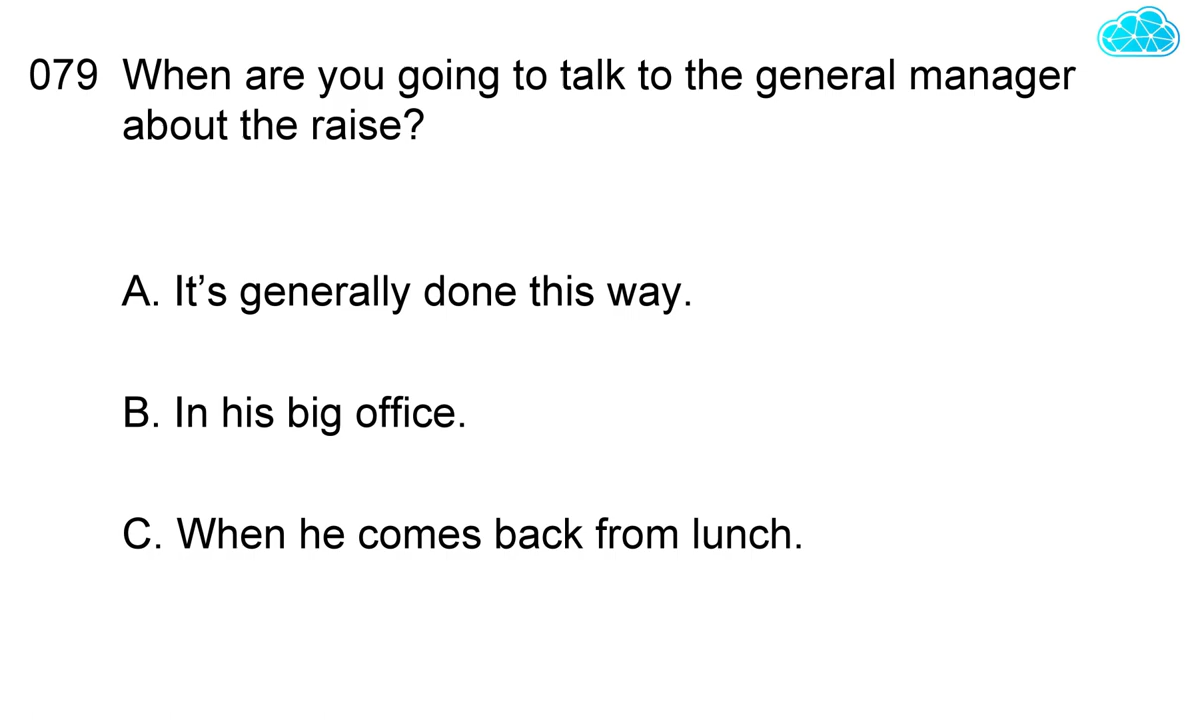 079 When are you going to talk to the general manager
about the raise?
A. It’s generally done this way.
B. In his big office.
C. When he comes back from lunch.